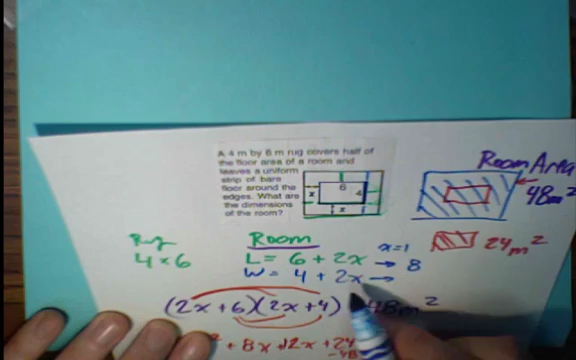 A 4 m by 6 m rug covers half of
the floor area of a room and
leaves a uniform
strip of bare
floor around the
edges. What are
the dimensions
of the room?
x
6
4
x
Room Area
48m²
24m²
Rug
4 x 6
Room
L = 6 + 2x → 8
x=1
W = 4 + 2x →
(2x+6)(2x+4) 48m²
² + 8x + 12x + 24
-48